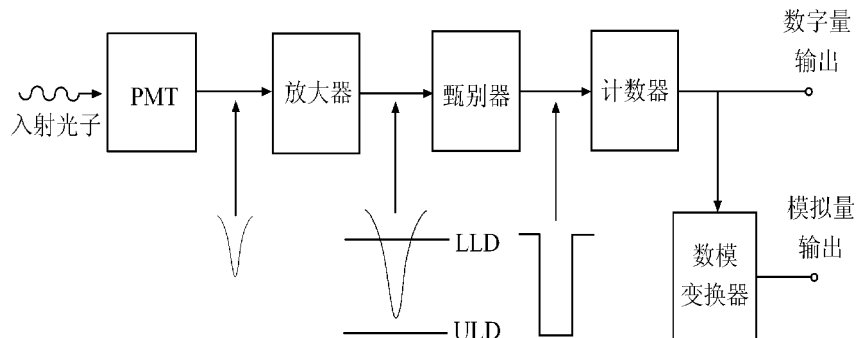 数字量
输出
PMT
放大器
甄别器
计数器
入射光子
LLD
ULD
模拟量
输出
数模
变换器